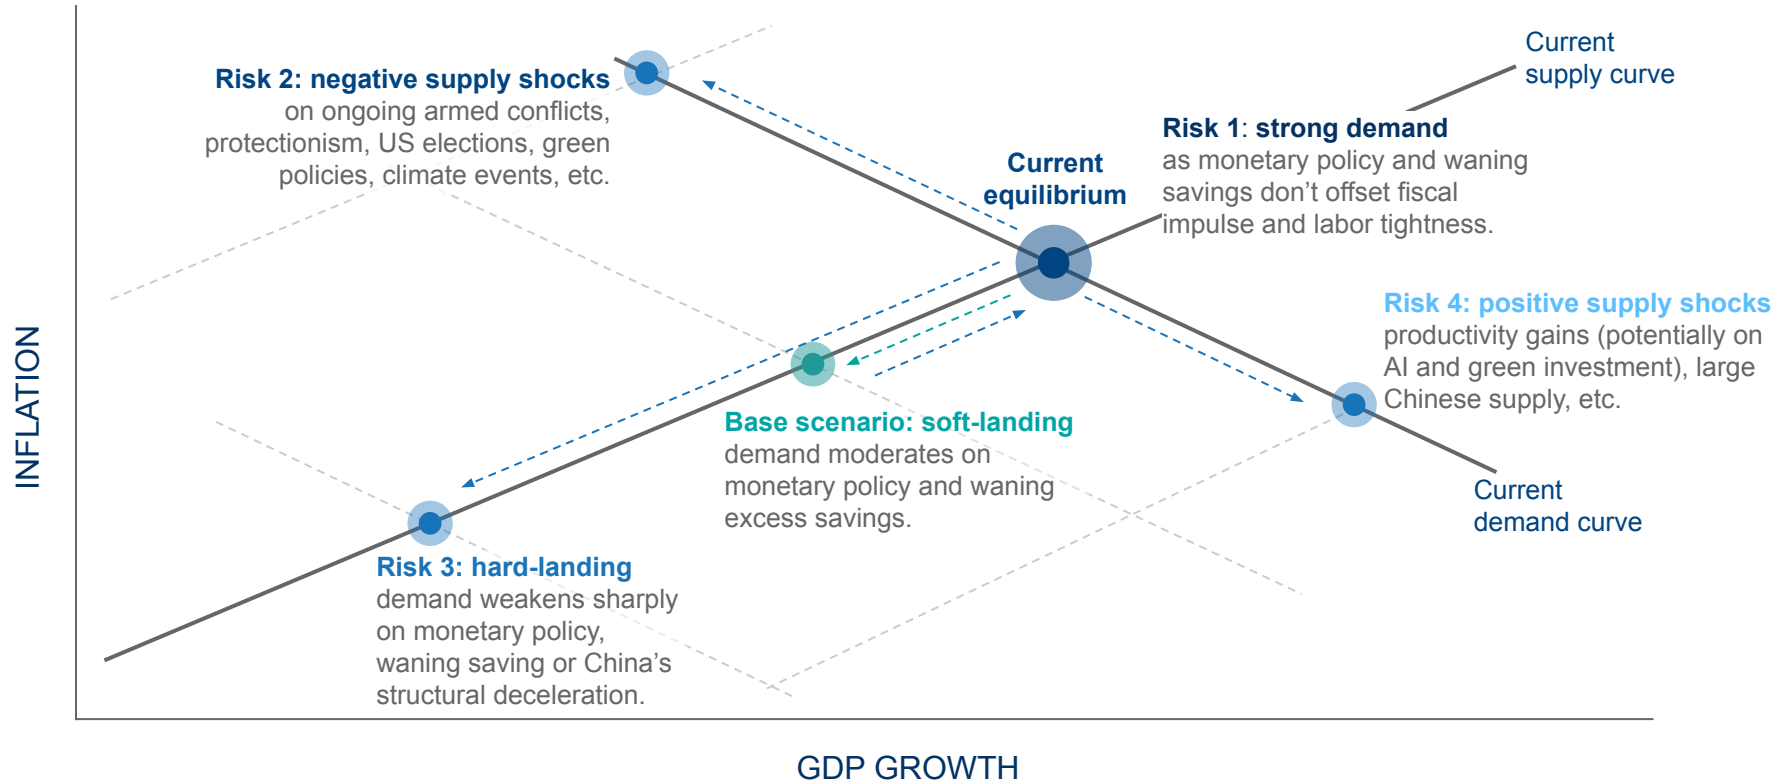 Current
supply curve
Risk 2: negative supply shocks
on ongoing armed conflicts,
protectionism, US elections, green
policies, climate events, etc.
Risk 1: strong demand
as monetary policy and waning
savings don’t offset fiscal
impulse and labor tightness.
Current
equilibrium
Risk 4: positive supply shocks
productivity gains (potentially on
AI and green investment), large
Chinese supply, etc.
INFLATION
Base scenario: soft-landing
demand moderates on
monetary policy and waning
excess savings.
Current
demand curve
Risk 3: hard-landing
demand weakens sharply
on monetary policy,
waning saving or China’s
structural deceleration.
GDP GROWTH